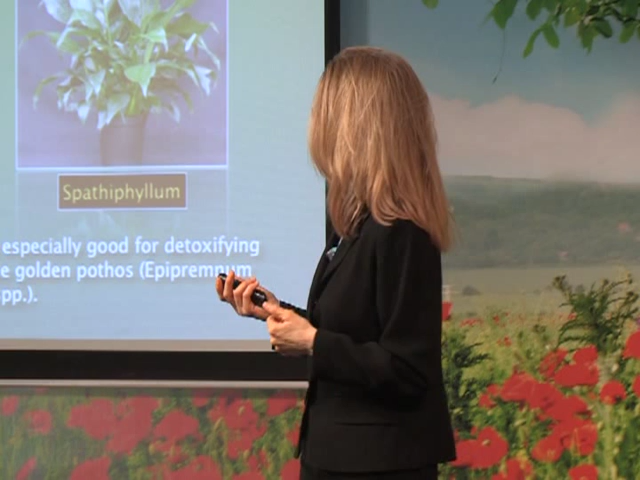 Spathiphyllum
especially good for detoxifying
e golden pothos (Epipremnum
pp.).